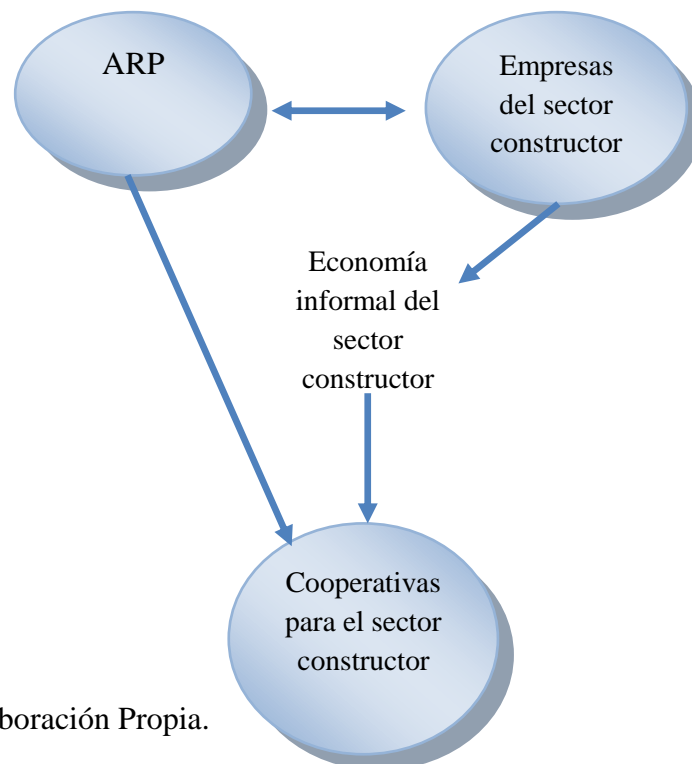 ARP
Empresas
del sector
constructor
Economía
informal del
sector
constructor
Cooperativas
para el sector
constructor
boración Propia.